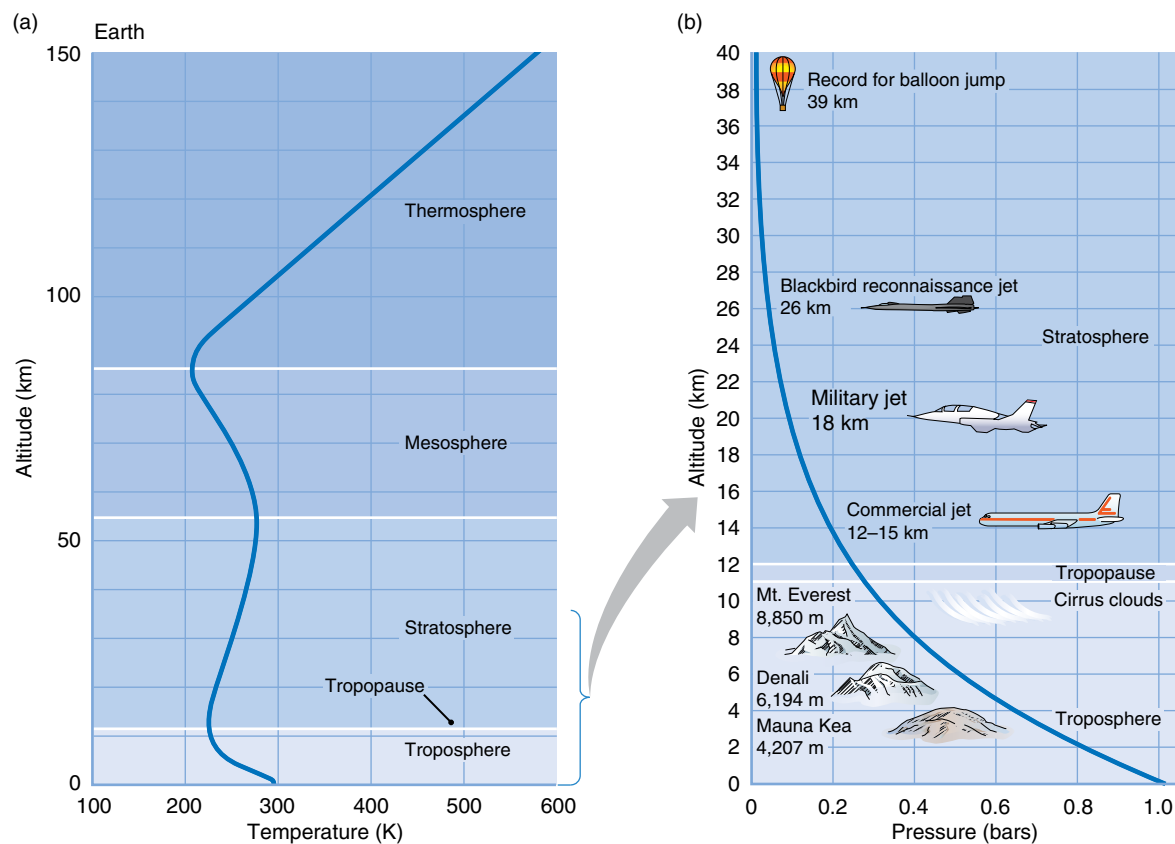 (a)
Earth
150
100
50
0
Altitude (km)
Thermosphere
Mesosphere
Stratosphere
Tropopause
Troposphere
100 200 300 400 500 600
Temperature (K)
(b)
40
38
36
34
32
30
28
26
24
22
20
18
16
14
12
10
8
6
4
2
0
Altitude (km)
Record for balloon jump
39 km
Blackbird reconnaissance jet
26 km
Stratosphere
Military jet
18 km
Commercial jet
12–15 km
Tropopause
Cirrus clouds
Mt. Everest
8,850 m
Denali
6,194 m
Troposphere
Mauna Kea
4,207 m
0 0.2 0.4 0.6 0.8 1.0
Pressure (bars)